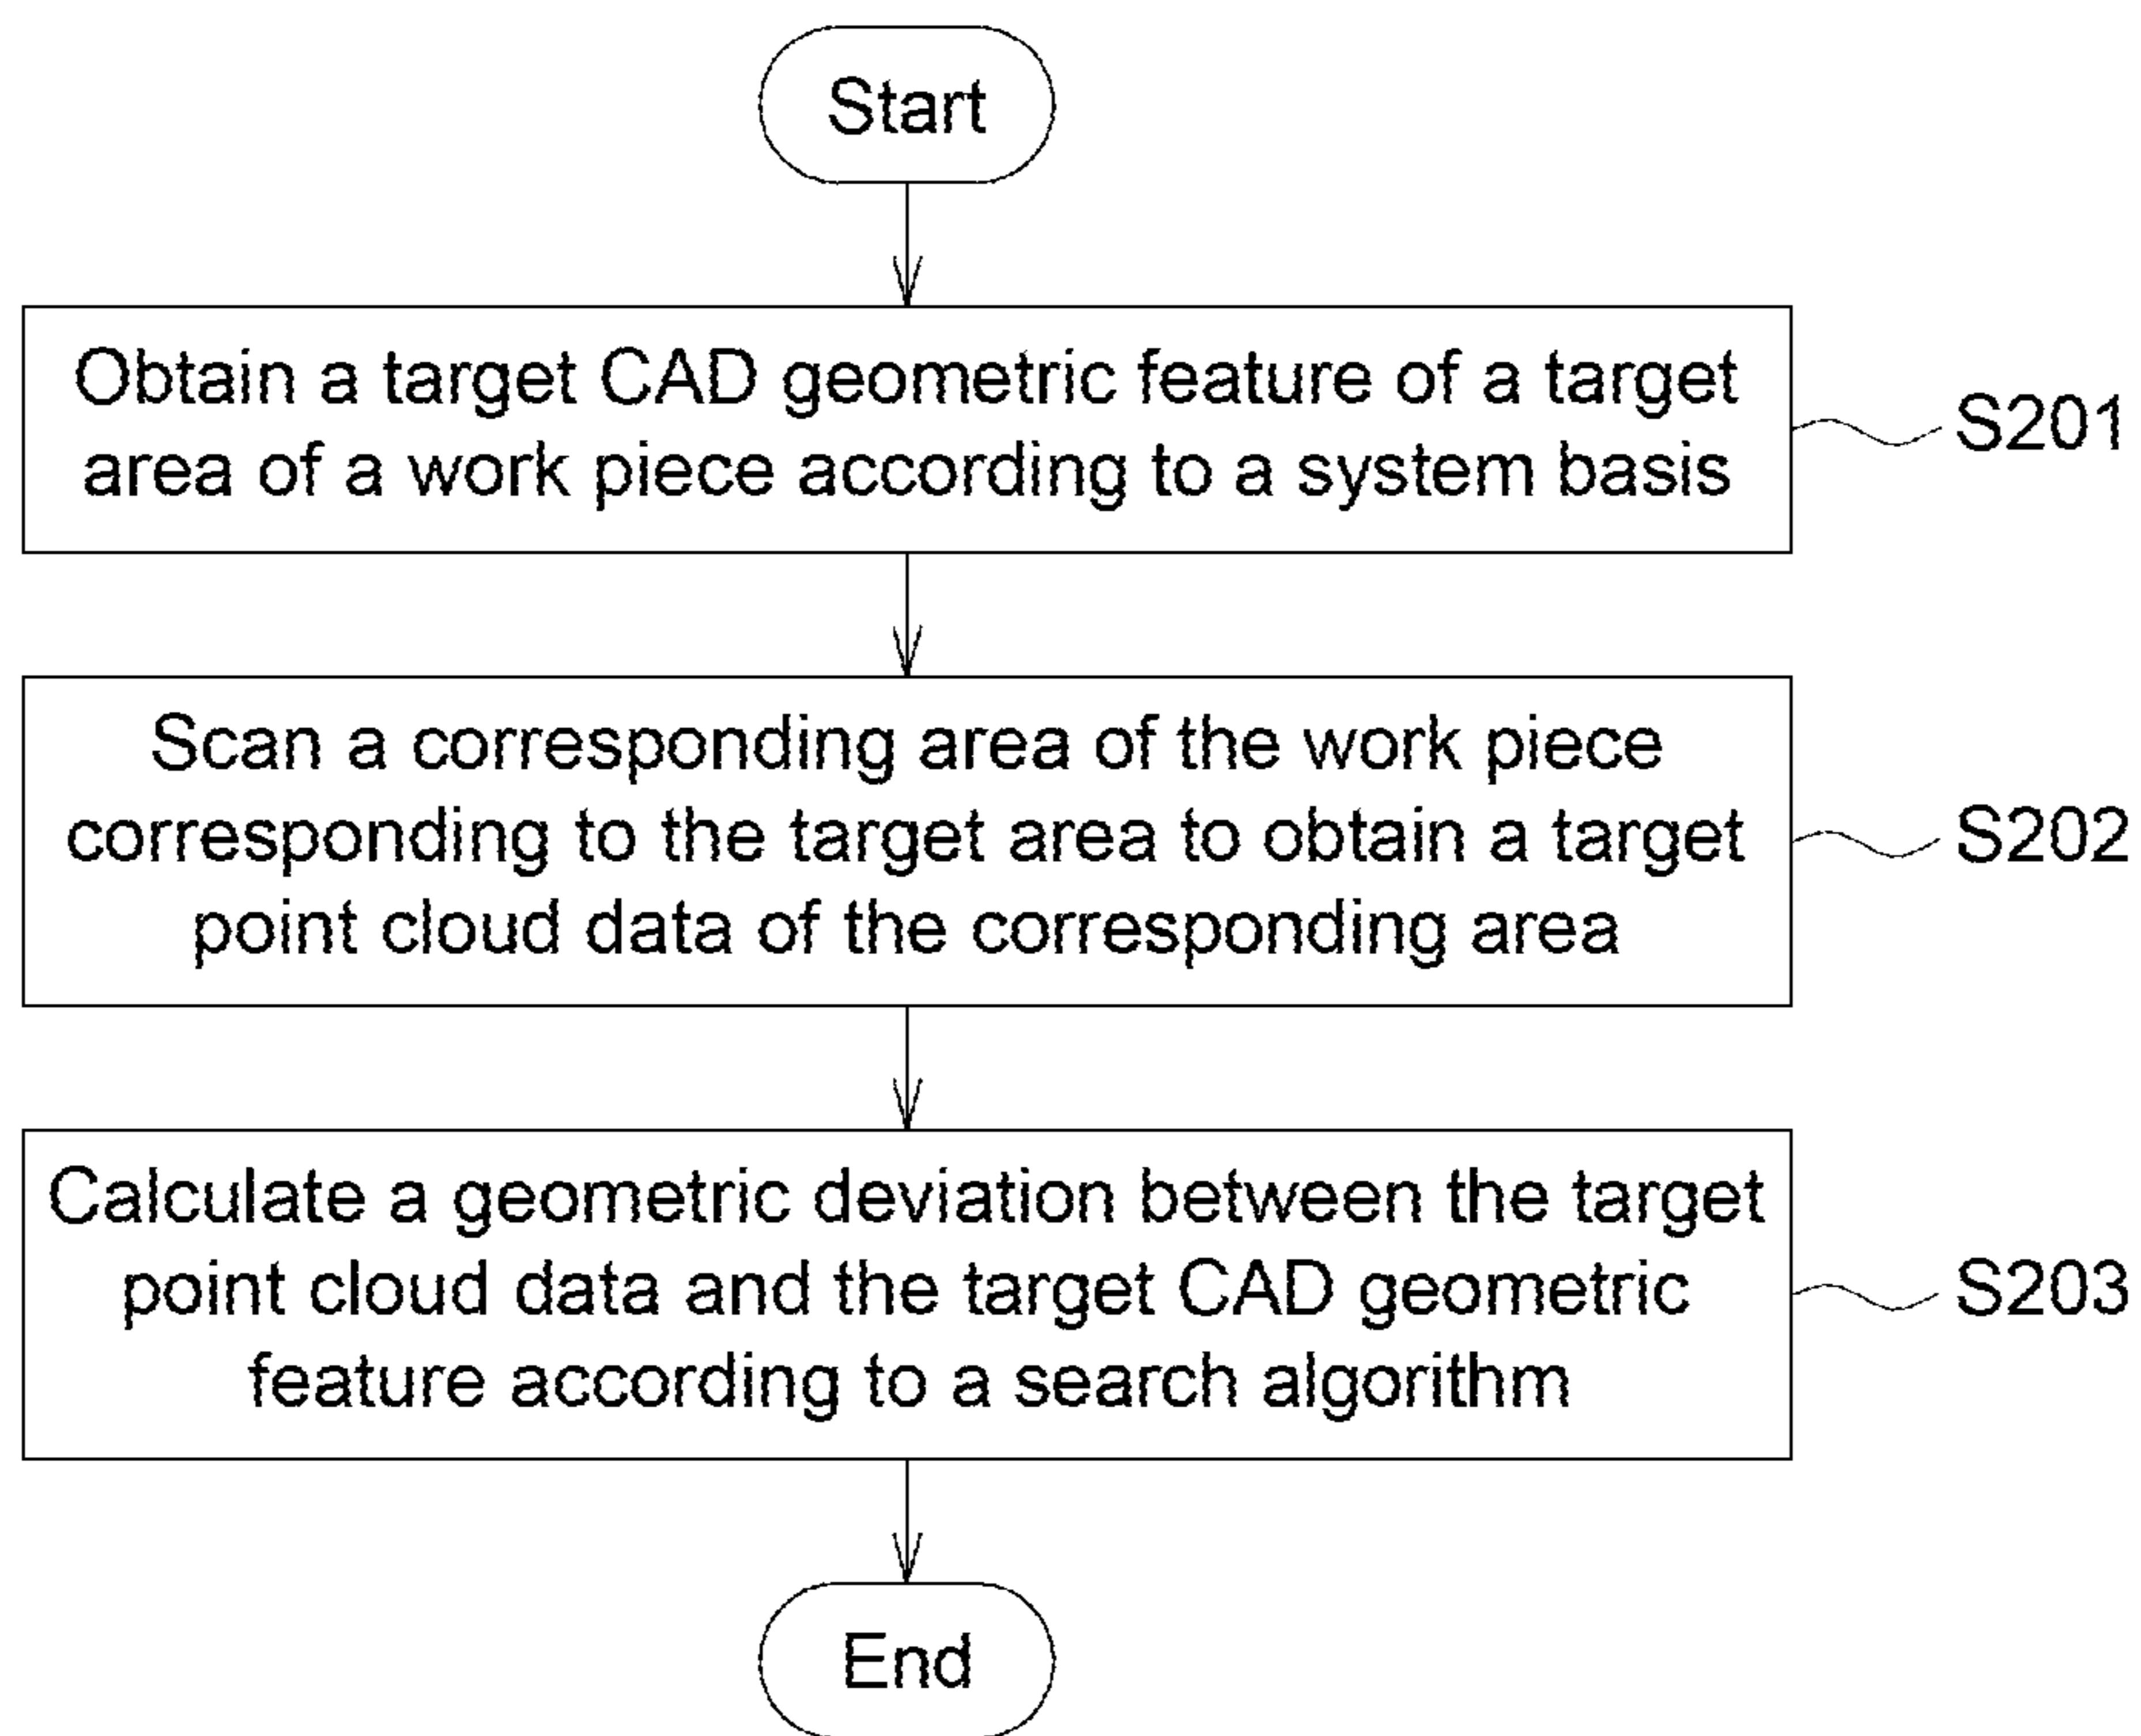 Start
Obtain a target CAD geometric feature of a target
area of a work piece according to a system basis
S201
Scan a corresponding area of the work piece
corresponding to the target area to obtain a target
point cloud data of the corresponding area
S202
Calculate a geometric deviation between the target
point cloud data and the target CAD geometric
feature according to a search algorithm
S203
End